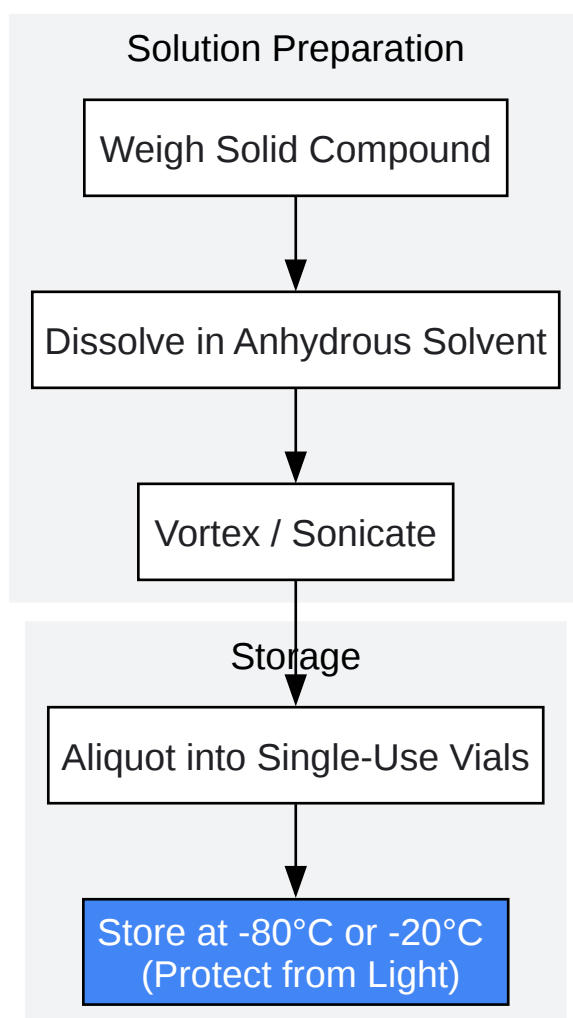 Solution Preparation
Weigh Solid Compound
Dissolve in Anhydrous Solvent
Vortex / Sonicate
Storage
Aliquot into Single-Use Vials
Store at -80°C or -20°C
(Protect from Light)